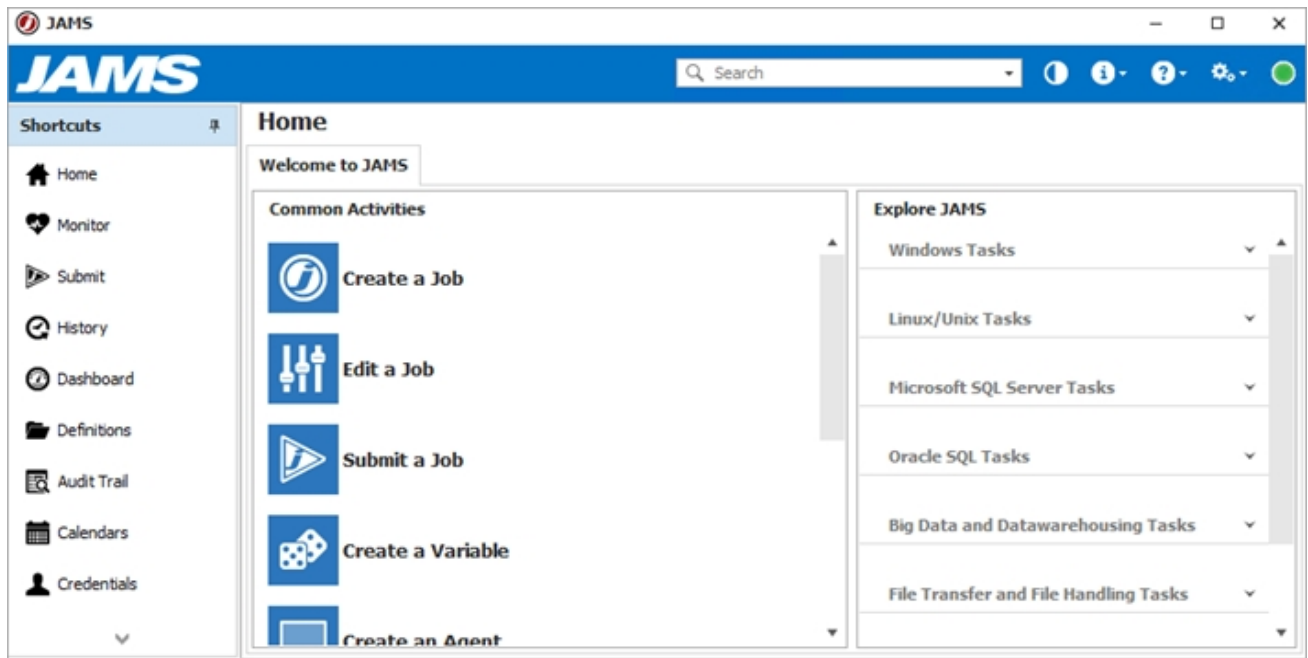 JAMS
JAMS
Search
Shortcuts
Home
Monitor
Submit
History
Dashboard
Definitions
Audit Trail
Calendars
Credentials
Home
Welcome to JAMS
Common Activities
Create a Job
Edit a Job
Submit a Job
Create a Variable
Create an Agent
Explore JAMS
Windows Tasks
Linux/Unix Tasks
Microsoft SQL Server Tasks
Oracle SQL Tasks
Big Data and Datawarehousing Tasks
File Transfer and File Handling Tasks